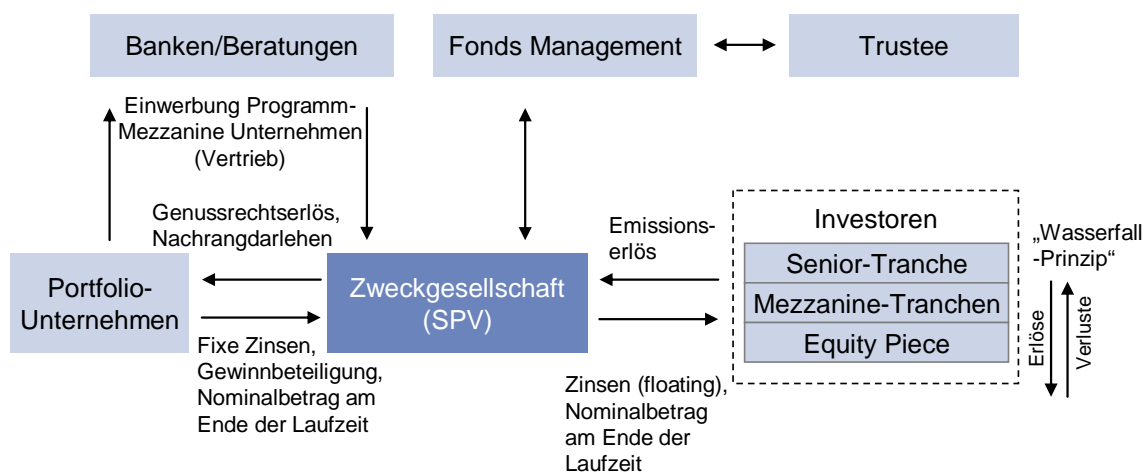 Banken/Beratungen
Fonds Management
Trustee
Einwerbung Programm-
Mezzanine Unternehmen
(Vertrieb)
Genussrechtserlös,
Nachrangdarlehen
Emissions-
erlös
Investoren
Senior-Tranche
Mezzanine-Tranchen
Equity Piece
„Wasserfall
-Prinzip“
Erlöse
Verluste
Portfolio-
Unternehmen
Zweckgesellschaft
(SPV)
Fixe Zinsen,
Gewinnbeteiligung,
Nominalbetrag am
Ende der Laufzeit
Zinsen (floating),
Nominalbetrag
am Ende der
Laufzeit